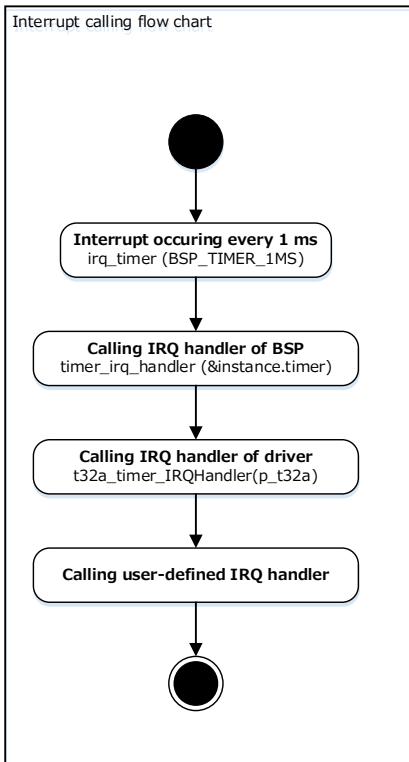 Interrupt calling flow chart
Interrupt occuring every 1 ms
irq_timer (BSP_TIMER_1MS)
Calling IRQ handler of BSP
timer_irq_handler (&instance.timer)
Calling IRQ handler of driver
t32a_timer_IRQHandler(p_t32a)
Calling user-defined IRQ handler